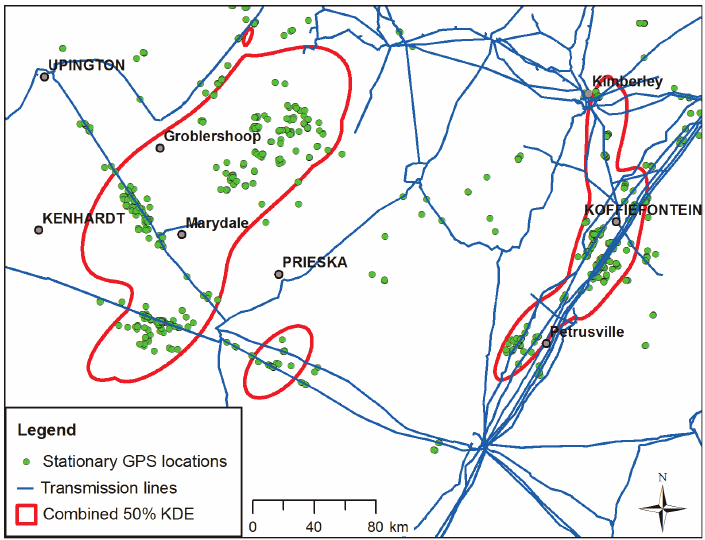 UPINGTON
Kimberley
Groblershoop
KOFFIEFONTEIN
KENHARDT
Marydale
PRIESKA
Petrusville
Legend
Stationary GPS locations
Transmission lines
Combined 50% KDE
0 20 40 80 km
N